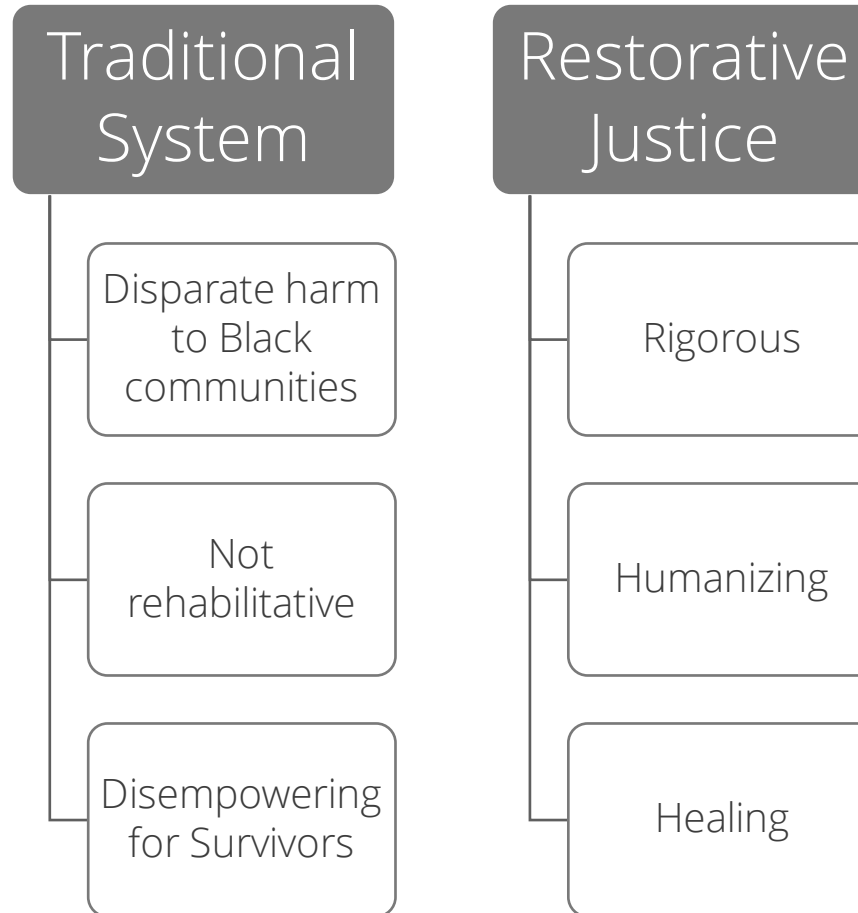 Traditional
System
Disparate harm
to Black
communities
Not
rehabilitative
Disempowering
for Survivors
Restorative
Justice
Rigorous
Humanizing
Healing